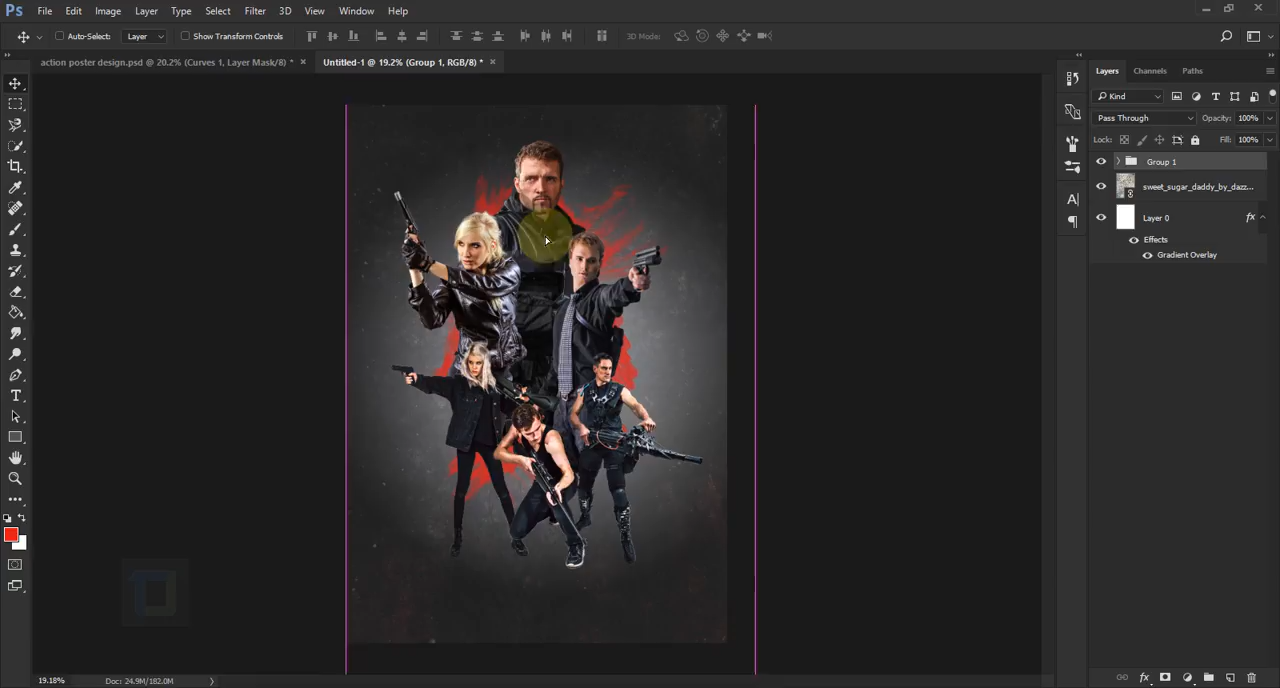 Ps File Edit Image Layer Type Select Filter 3D View Window Help
Auto-Select: Layer Show Transform Controls 3D Mode:
action poster design.psd @ 20.2% (Curves 1, Layer Mask/8) * × Untitled-1 @ 19.2% (Group 1, RGB/8) * ×
Layers Channels Paths
Kind
Pass Through Opacity: 100%
Lock: Fill: 100%
Group 1
sweet_sugar_daddy_by_dazz...
Layer 0 fx
Effects
Gradient Overlay
19.18% Doc: 24.9M/182.0M